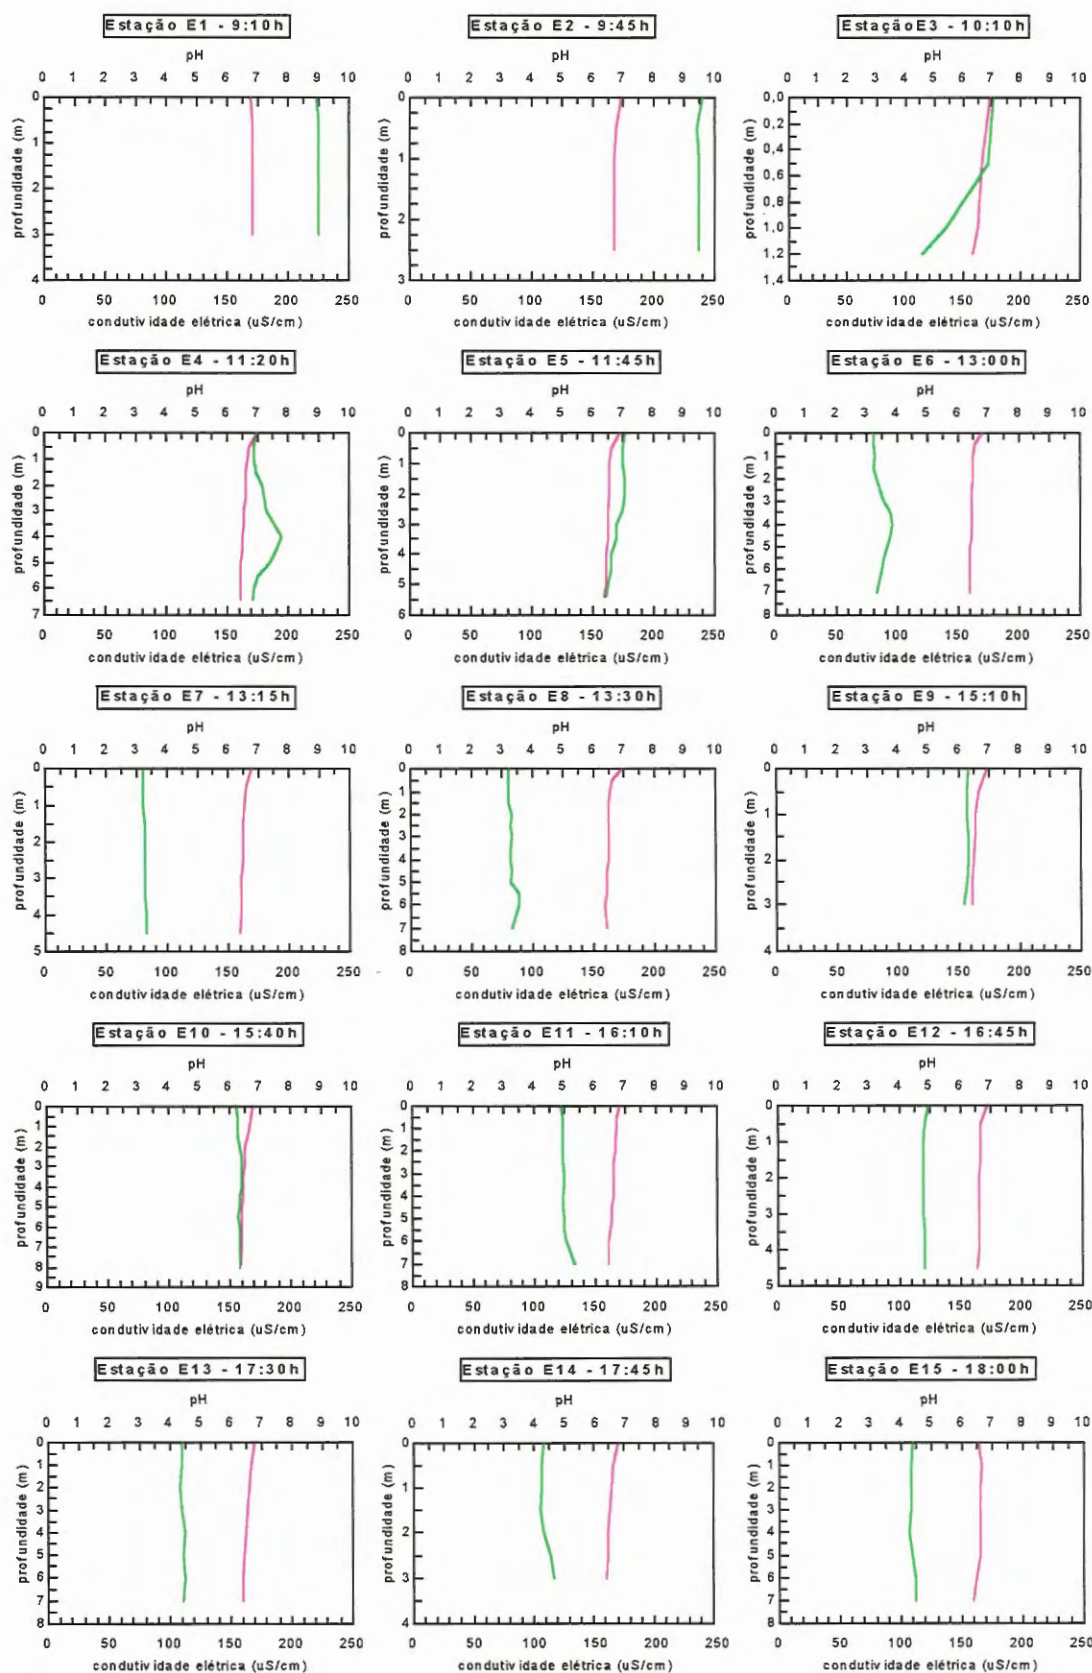 Estação E1 - 9:10h
pH
0 1 2 3 4 5 6 7 8 9 10
profundidade (m)
0
1
2
3
4
0 50 100 150 200 250
condutividade elétrica (uS/cm)
Estação E2 - 9:45h
pH
0 1 2 3 4 5 6 7 8 9 10
profundidade (m)
0
1
2
3
0 50 100 150 200 250
condutividade elétrica (uS/cm)
EstaçãoE3 - 10:10h
pH
0 1 2 3 4 5 6 7 8 9 10
profundidade (m)
0,0
0,2
0,4
0,6
0,8
1,0
1,2
1,4
0 50 100 150 200 250
condutividade elétrica (uS/cm)
Estação E4 - 11:20h
pH
0 1 2 3 4 5 6 7 8 9 10
profundidade (m)
0
1
2
3
4
5
6
7
0 50 100 150 200 250
condutividade elétrica (uS/cm)
Estação E5 - 11:45h
pH
0 1 2 3 4 5 6 7 8 9 10
profundidade (m)
0
1
2
3
4
5
6
0 50 100 150 200 250
condutividade elétrica (uS/cm)
Estação E6 - 13:00h
pH
0 1 2 3 4 5 6 7 8 9 10
profundidade (m)
0
1
2
3
4
5
6
7
8
0 50 100 150 200 250
condutividade elétrica (uS/cm)
Estação E7 - 13:15h
pH
0 1 2 3 4 5 6 7 8 9 10
profundidade (m)
0
1
2
3
4
5
0 50 100 150 200 250
condutividade elétrica (uS/cm)
Estação E8 - 13:30h
pH
0 1 2 3 4 5 6 7 8 9 10
profundidade (m)
0
1
2
3
4
5
6
7
8
0 50 100 150 200 250
condutividade elétrica (uS/cm)
Estação E9 - 15:10h
pH
0 1 2 3 4 5 6 7 8 9 10
profundidade (m)
0
1
2
3
4
0 50 100 150 200 250
condutividade elétrica (uS/cm)
Estação E10 - 15:40h
pH
0 1 2 3 4 5 6 7 8 9 10
profundidade (m)
0
1
2
3
4
5
6
7
8
9
0 50 100 150 200 250
condutividade elétrica (uS/cm)
Estação E11 - 16:10h
pH
0 1 2 3 4 5 6 7 8 9 10
profundidade (m)
0
1
2
3
4
5
6
7
8
0 50 100 150 200 250
condutividade elétrica (uS/cm)
Estação E12 - 16:45h
pH
0 1 2 3 4 5 6 7 8 9 10
profundidade (m)
0
1
2
3
4
5
0 50 100 150 200 250
condutividade elétrica (uS/cm)
Estação E13 - 17:30h
pH
0 1 2 3 4 5 6 7 8 9 10
profundidade (m)
0
1
2
3
4
5
6
7
8
0 50 100 150 200 250
condutividade elétrica (uS/cm)
Estação E14 - 17:45h
pH
0 1 2 3 4 5 6 7 8 9 10
profundidade (m)
0
1
2
3
4
0 50 100 150 200 250
condutividade elétrica (uS/cm)
Estação E15 - 18:00h
pH
0 1 2 3 4 5 6 7 8 9 10
profundidade (m)
0
1
2
3
4
5
6
7
8
0 50 100 150 200 250
condutividade elétrica (uS/cm)